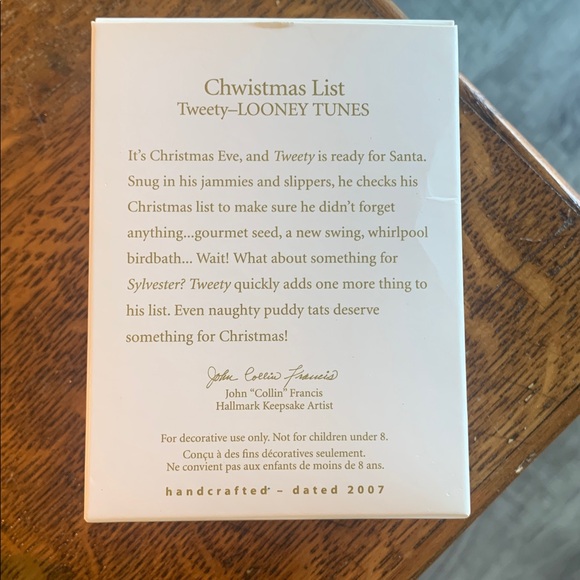 Chwistmas List
Tweety–LOONEY TUNES
It's Christmas Eve, and Tweety is ready for Santa.
Snug in his jammies and slippers, he checks his
Christmas list to make sure he didn't forget
anything...gourmet seed, a new swing, whirlpool
birdbath... Wait! What about something for
Sylvester? Tweety quickly adds one more thing to
his list. Even naughty puddy tats deserve
something for Christmas!
John Collin Francis
John "Collin" Francis
Hallmark Keepsake Artist
For decorative use only. Not for children under 8.
Conçu à des fins décoratives seulement.
Ne convient pas aux enfants de moins de 8 ans.
handcrafted – dated 2007